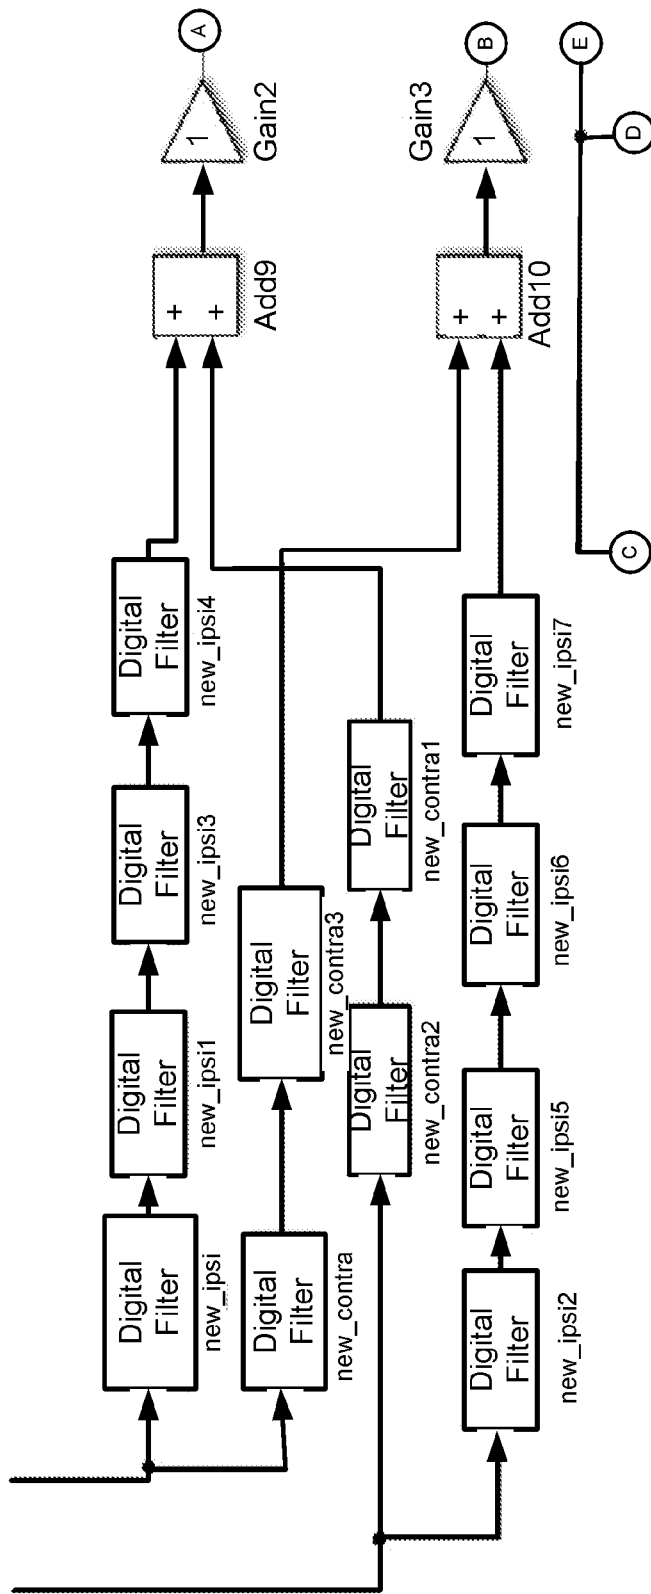 Digital
Filter
new_ipsi
Digital
Filter
new_ipsi1
Digital
Filter
new_ipsi3
Digital
Filter
new_ipsi4
+
+
Add9
1
Gain2
A
Digital
Filter
new_contra
Digital
Filter
new_contra3
Digital
Filter
new_contra2
Digital
Filter
new_contra1
Digital
Filter
new_ipsi2
Digital
Filter
new_ipsi5
Digital
Filter
new_ipsi6
Digital
Filter
new_ipsi7
+
+
Add10
1
Gain3
B
C
D
E